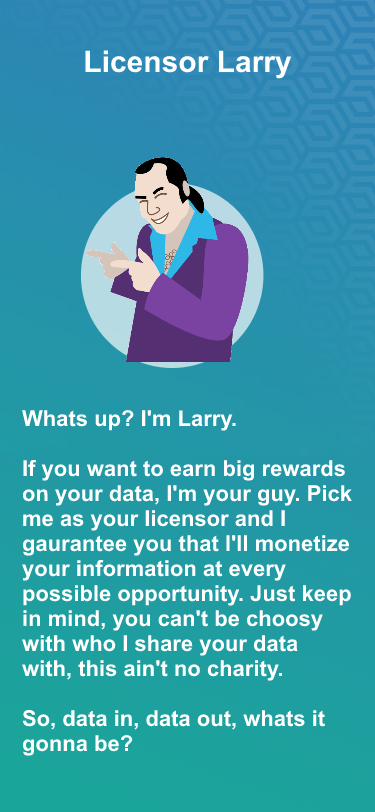 Licensor Larry
Whats up? I'm Larry.
If you want to earn big rewards
on your data, I'm your guy. Pick
me as your licensor and I
gaurantee you that I'll monetize
your information at every
possible opportunity. Just keep
in mind, you can't be choosy
with who I share your data
with, this ain't no charity.
So, data in, data out, whats it
gonna be?